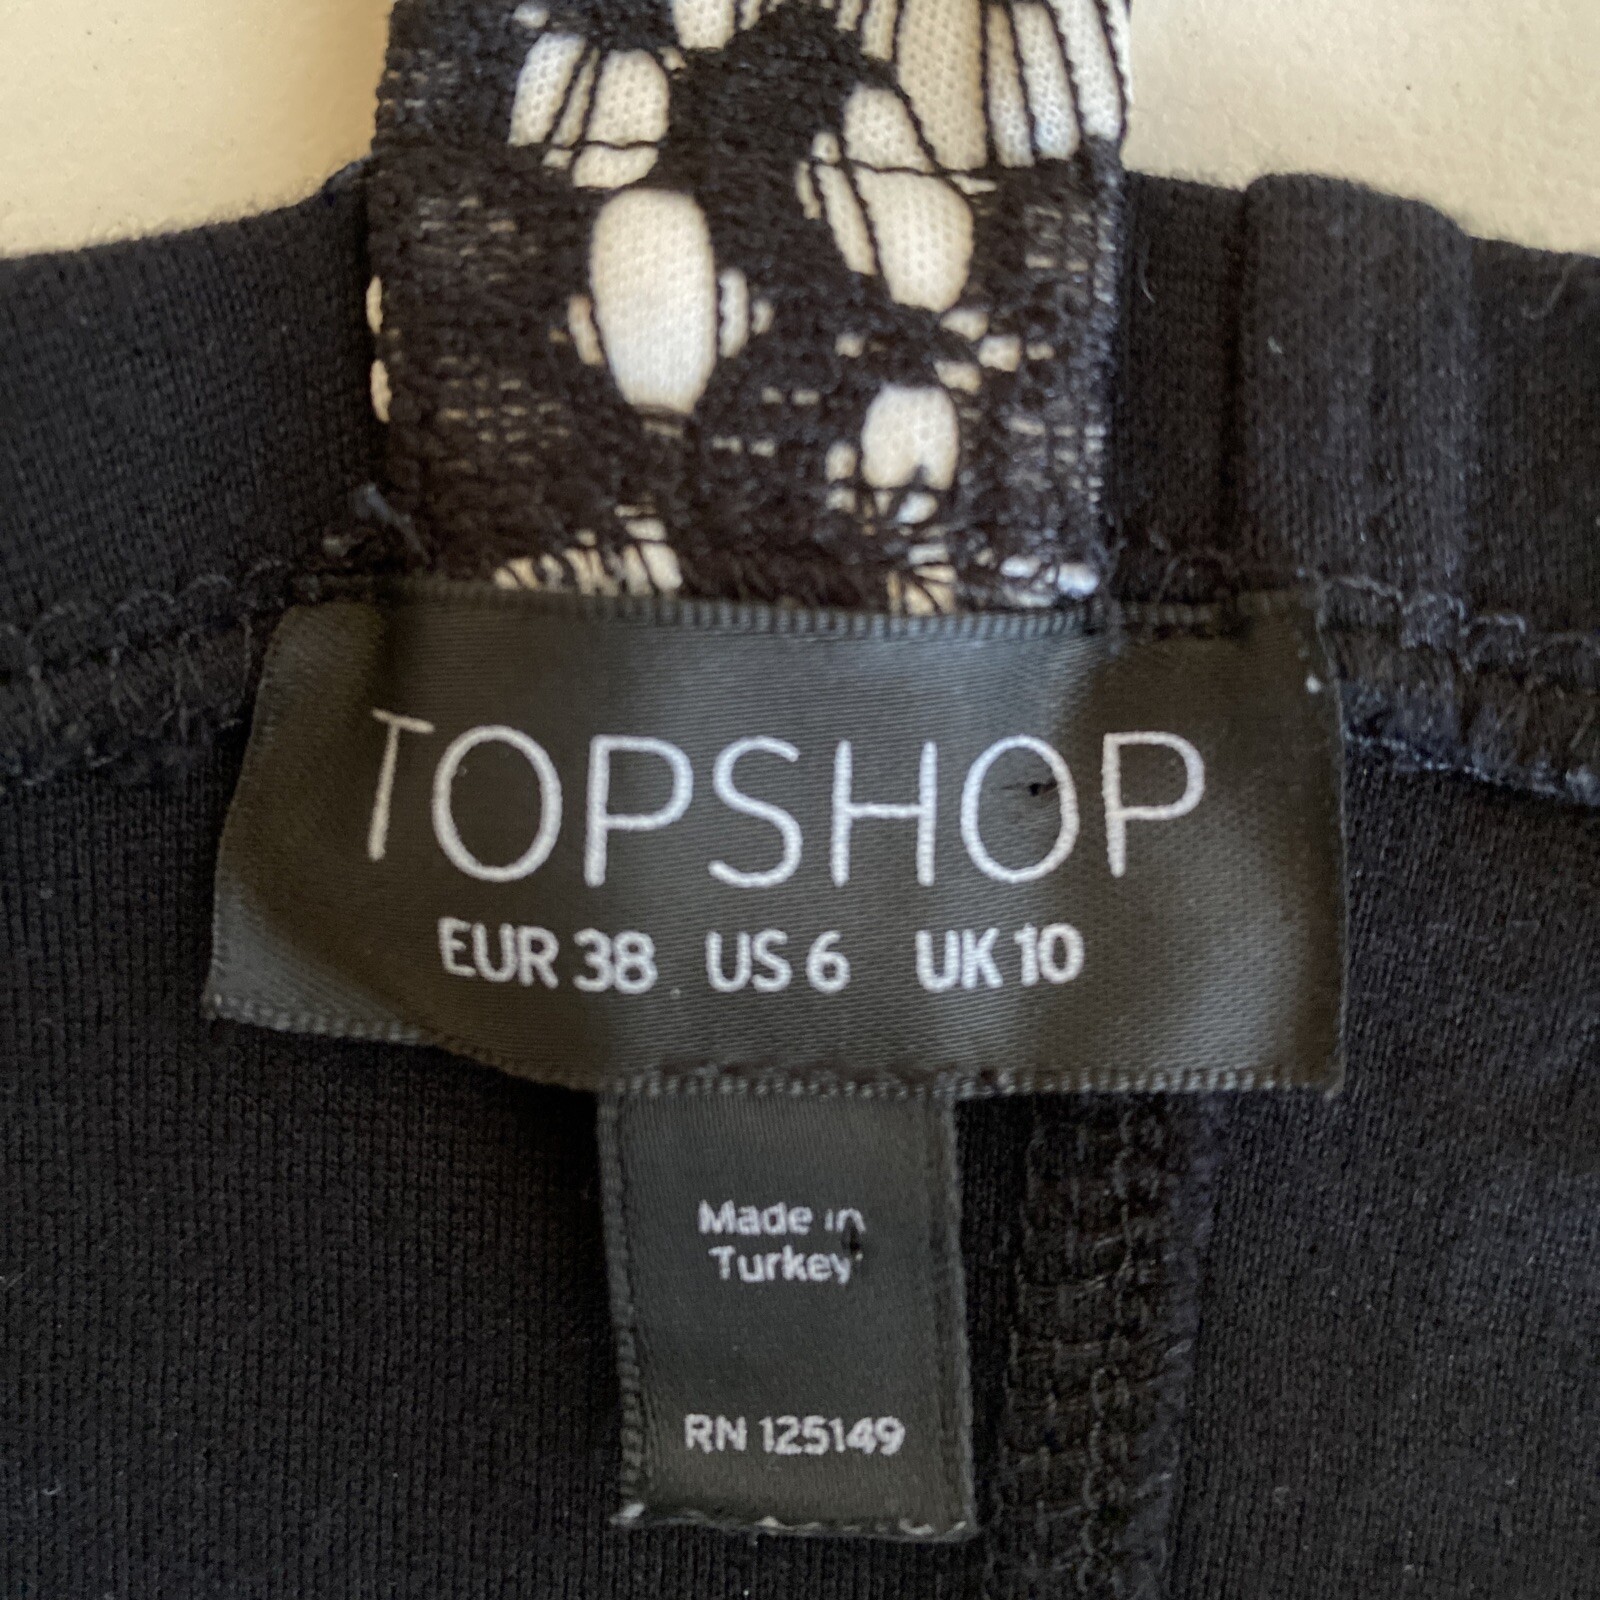 TOPSHOP
EUR 38 US 6 UK 10
Made in
Turkey
RN 125149